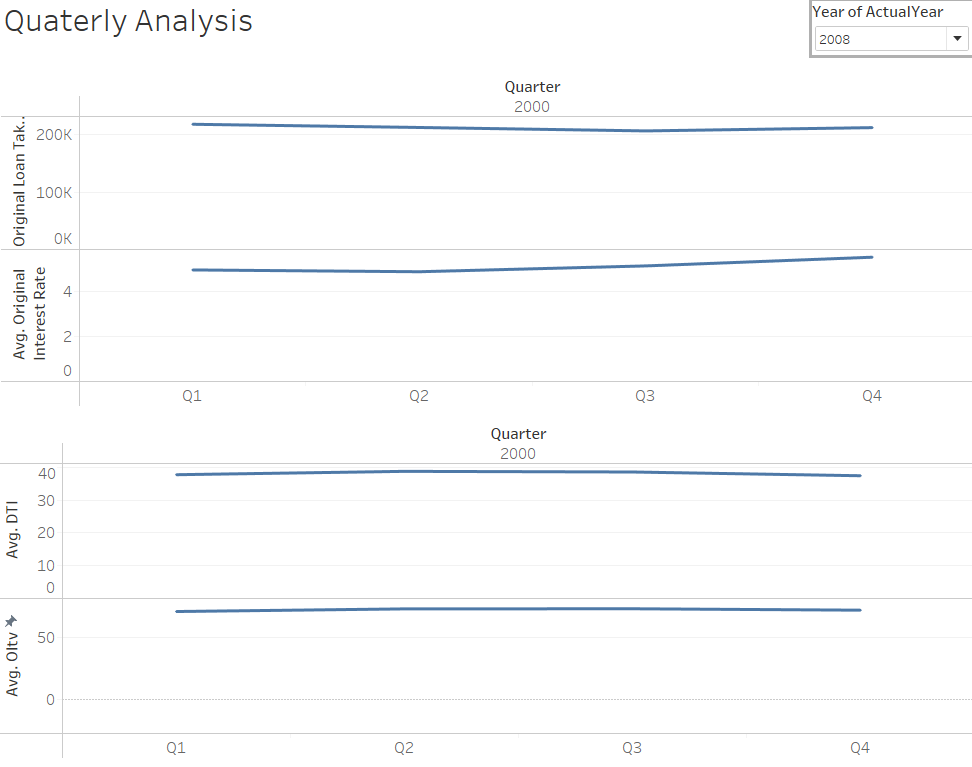 Quaterly Analysis
Year of ActualYear
2008
Quarter
2000
Original Loan Tak..
200K
100K
0K
Avg. Original
Interest Rate
4
2
0
Q1 Q2 Q3 Q4
Quarter
2000
Avg. DTI
40
30
20
10
0
Avg. Oltv
50
0
Q1 Q2 Q3 Q4